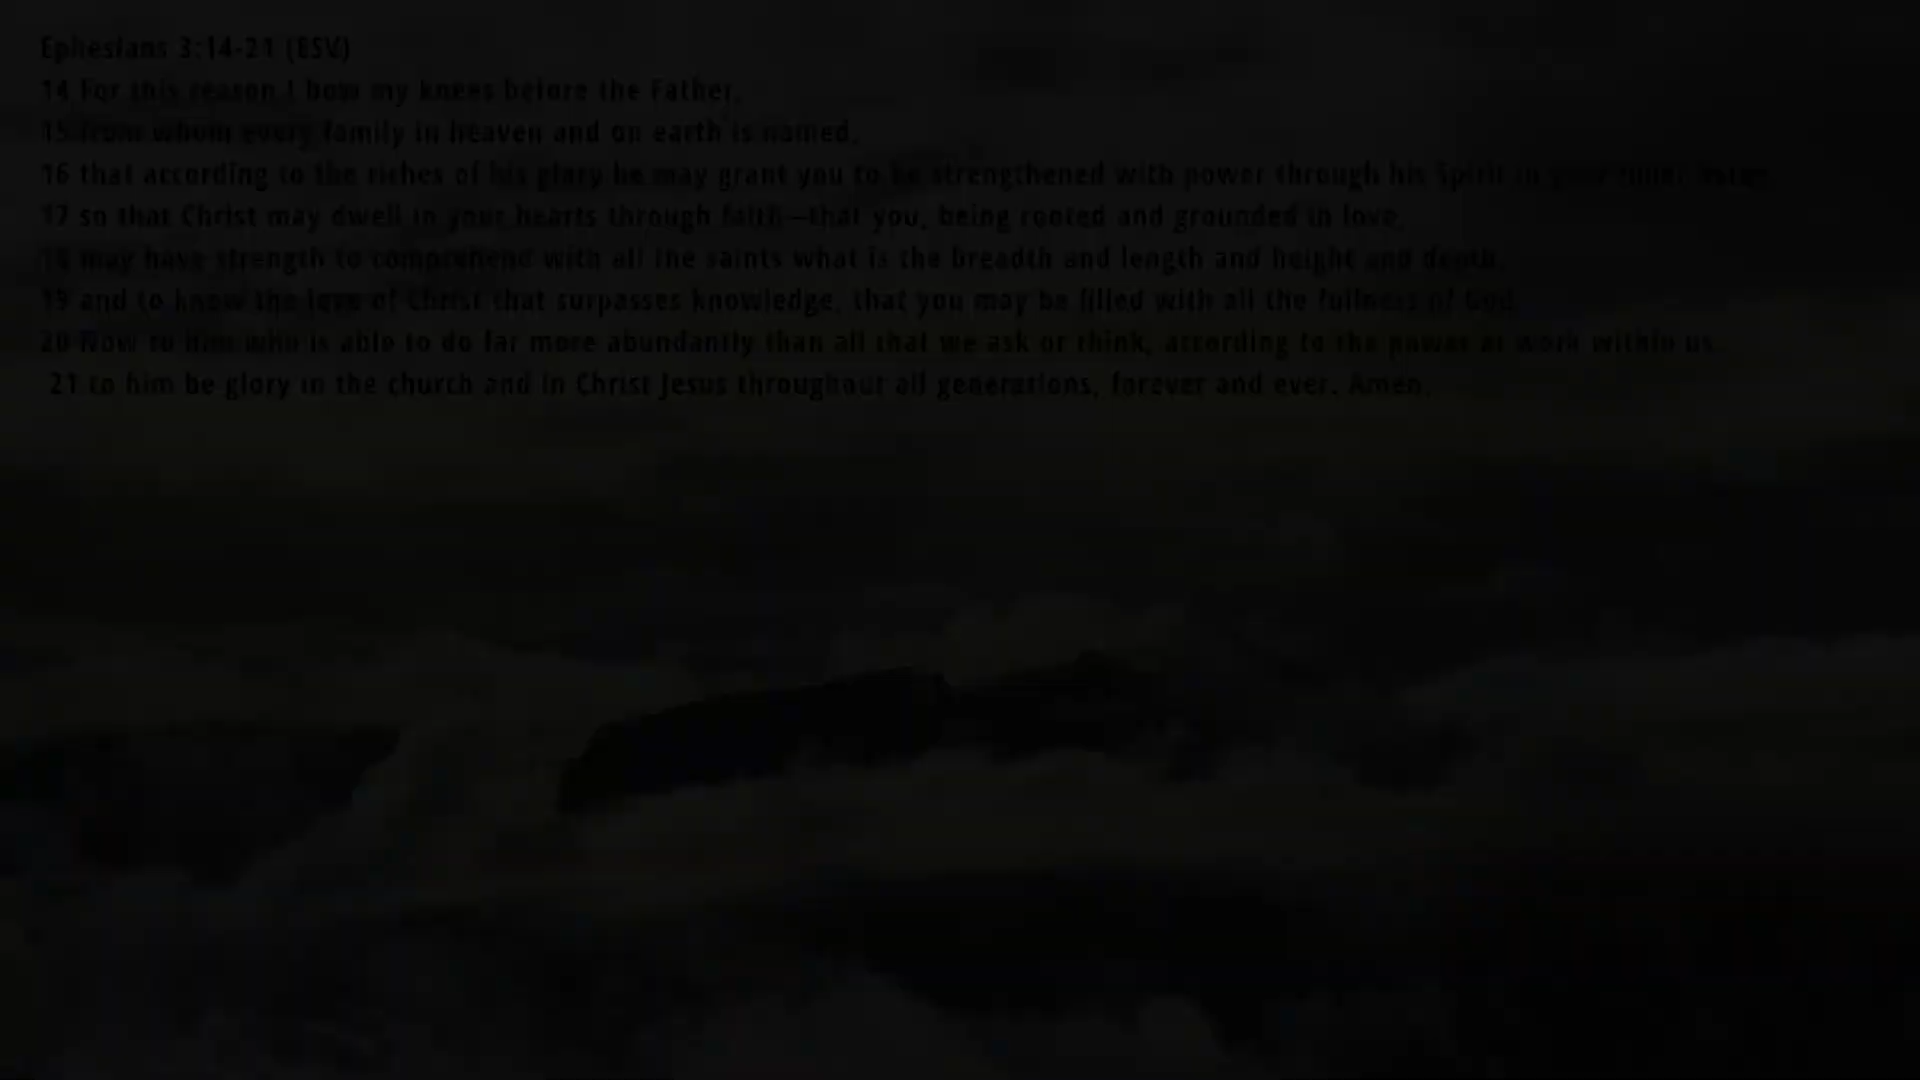 Ephesians 3:14-21 (ESV)
14 For this reason I bow my knees before the Father,
15 from whom every family in heaven and on earth is named,
16 that according to the riches of his glory he may grant you to be strengthened with power through his Spirit in your inner being,
17 so that Christ may dwell in your hearts through faith—that you, being rooted and grounded in love,
18 may have strength to comprehend with all the saints what is the breadth and length and height and depth,
19 and to know the love of Christ that surpasses knowledge, that you may be filled with all the fullness of God.
20 Now to him who is able to do far more abundantly than all that we ask or think, according to the power at work within us,
21 to him be glory in the church and in Christ Jesus throughout all generations, forever and ever. Amen.